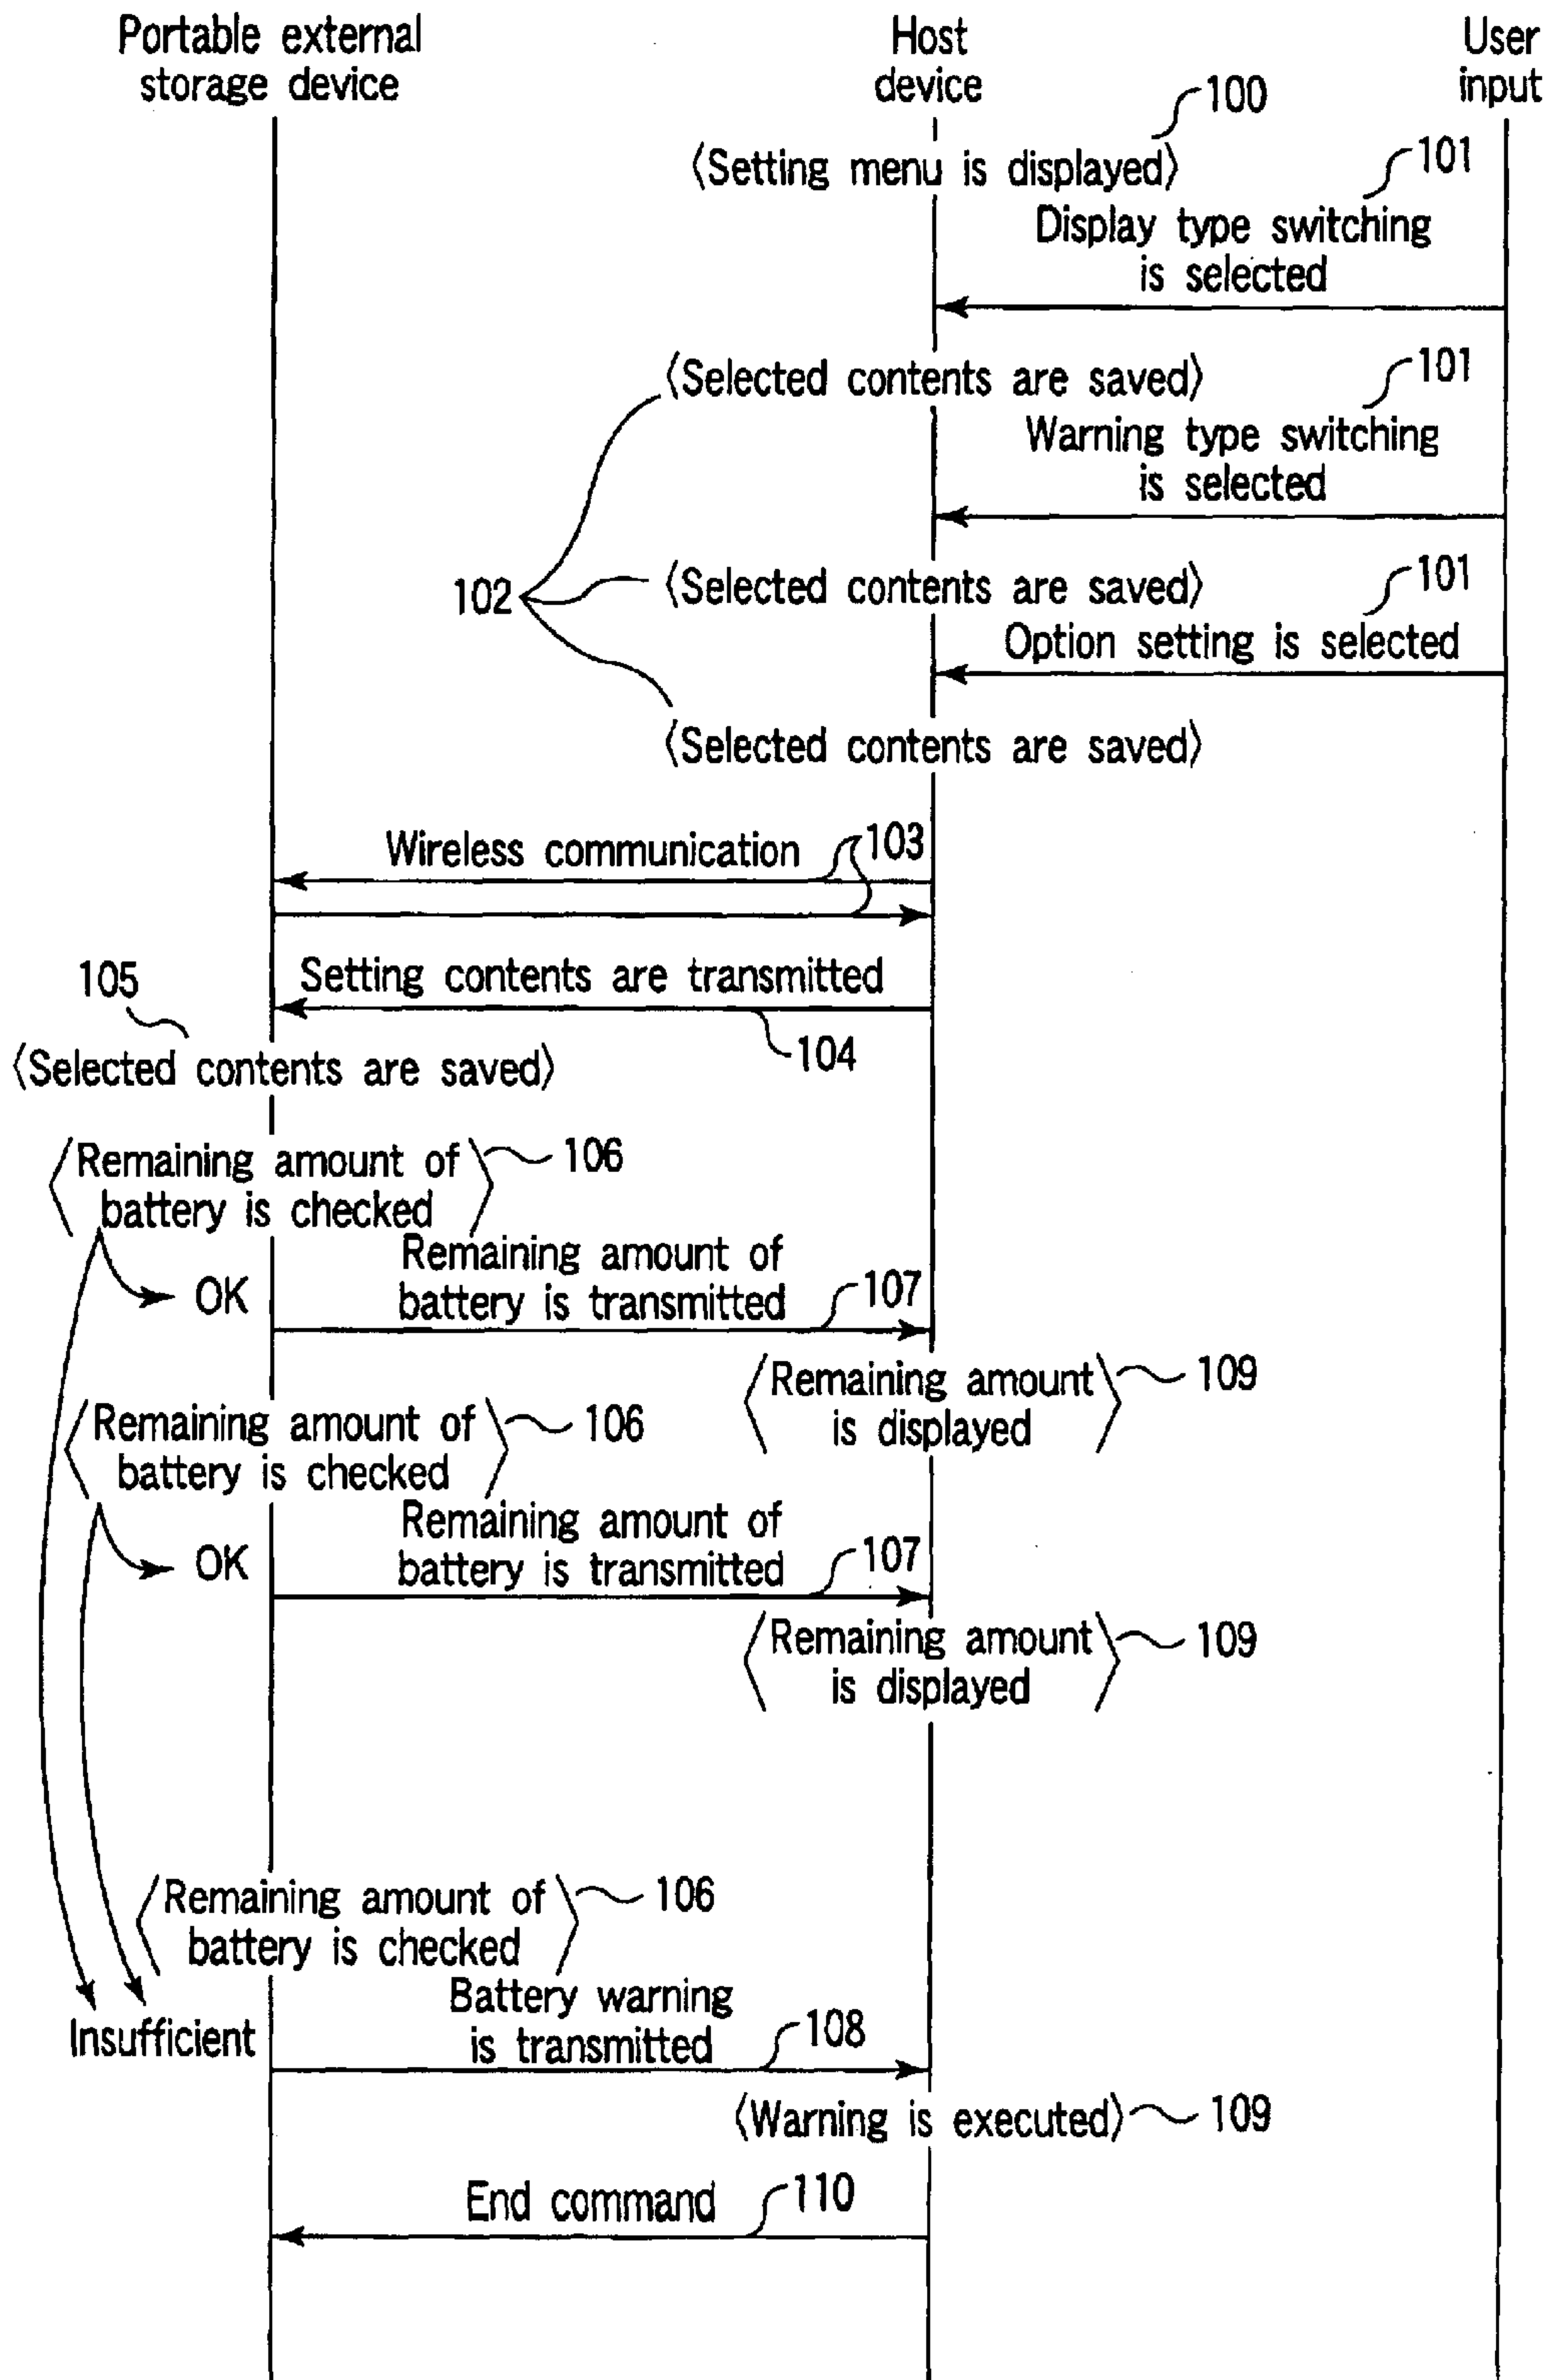 Portable external
storage device
Host
device
User
input
100
〈Setting menu is displayed〉
101
Display type switching
is selected
〈Selected contents are saved〉
101
Warning type switching
is selected
102
〈Selected contents are saved〉
101
Option setting is selected
〈Selected contents are saved〉
Wireless communication
103
Setting contents are transmitted
105
104
〈Selected contents are saved〉
〈Remaining amount of
battery is checked〉
106
OK
Remaining amount of
battery is transmitted
107
〈Remaining amount
is displayed〉
109
〈Remaining amount of
battery is checked〉
106
OK
Remaining amount of
battery is transmitted
107
〈Remaining amount
is displayed〉
109
〈Remaining amount of
battery is checked〉
106
Insufficient
Battery warning
is transmitted
108
〈Warning is executed〉
109
End command
110